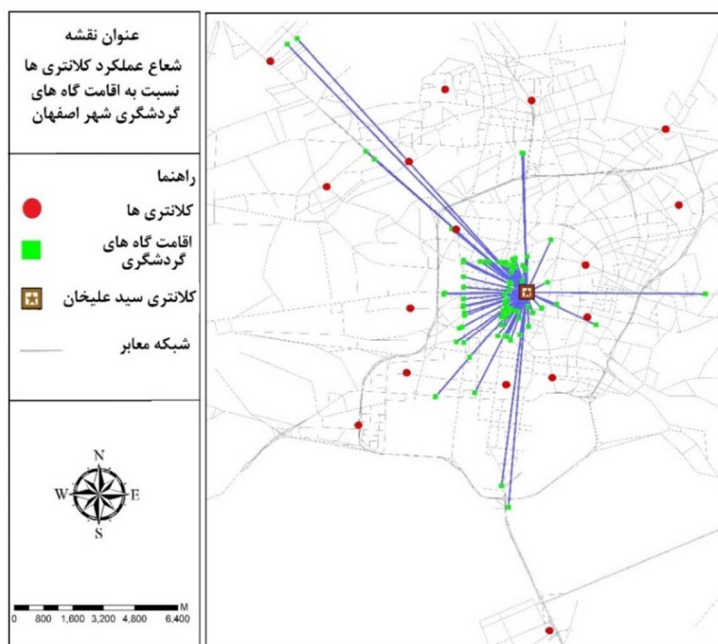 عنوان نقشه
شعاع عملکرد کلانتری ها
نسبت به اقامت گاه های
گردشگری شهر اصفهان
راهنما
کلانتری ها
اقامت گاه های
گردشگری
کلانتری سید علیخان
شبکه معابر
N
W E
S
M
0 800 1,600 3,200 4,800 6,400